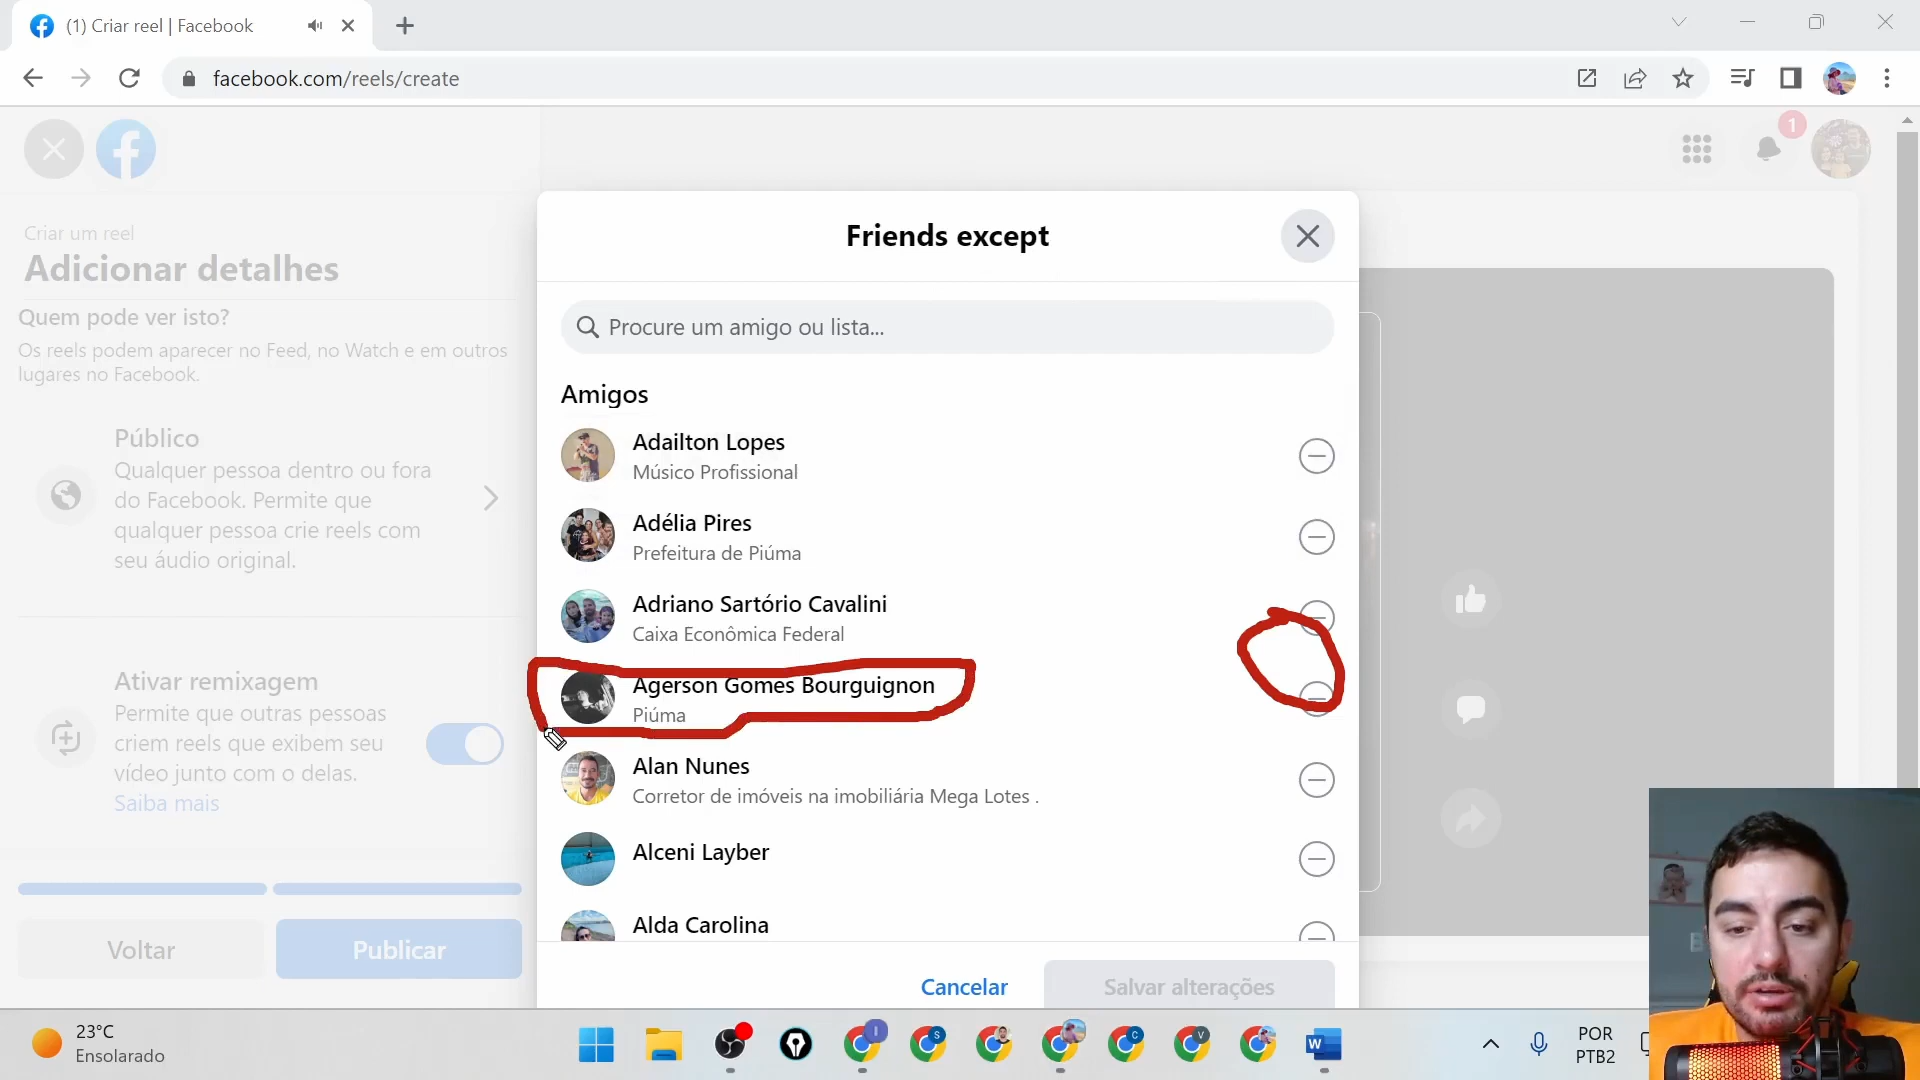 (1) Criar reel | Facebook
facebook.com/reels/create
1
Criar um reel
Adicionar detalhes
Quem pode ver isto?
Os reels podem aparecer no Feed, no Watch e em outros
lugares no Facebook.
Público
Qualquer pessoa dentro ou fora
do Facebook. Permite que
qualquer pessoa crie reels com
seu áudio original.
Ativar remixagem
Permite que outras pessoas
criem reels que exibem seu
vídeo junto com o delas.
Saiba mais
Voltar
Publicar
Friends except
Procure um amigo ou lista...
Amigos
Adailton Lopes
Músico Profissional
Adélia Pires
Prefeitura de Piúma
Adriano Sartório Cavalini
Caixa Econômica Federal
Agerson Gomes Bourguignon
Piúma
Alan Nunes
Corretor de imóveis na imobiliária Mega Lotes .
Alceni Layber
Alda Carolina
Cancelar
Salvar alterações
23°C
Ensolarado
I
S
C
V
W
POR
PTB2